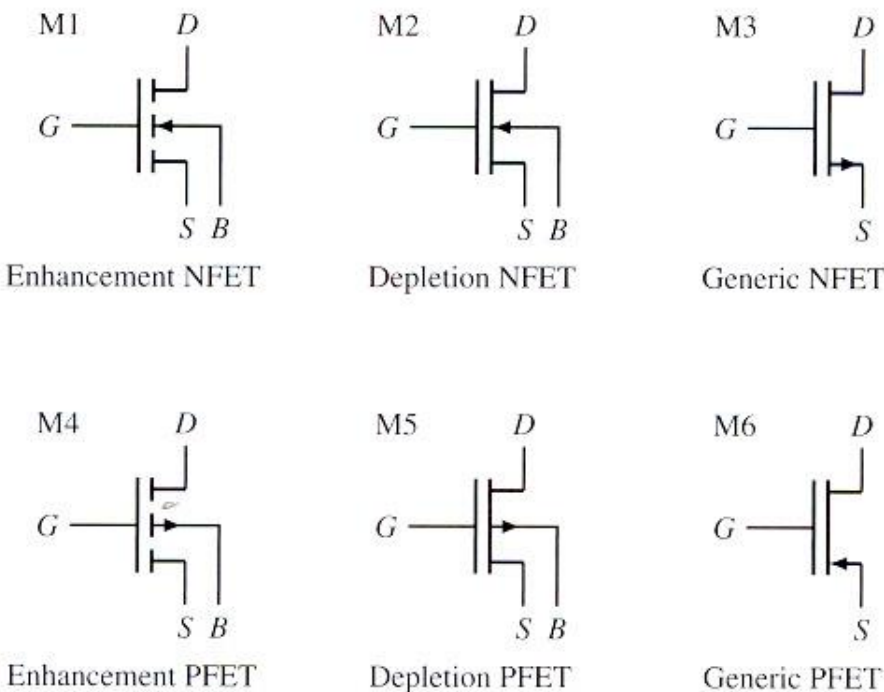 M1 D M2 D M3 D
G G G
S B S B S
Enhancement NFET Depletion NFET Generic NFET
M4 D M5 D M6 D
G G G
S B S B S
Enhancement PFET Depletion PFET Generic PFET